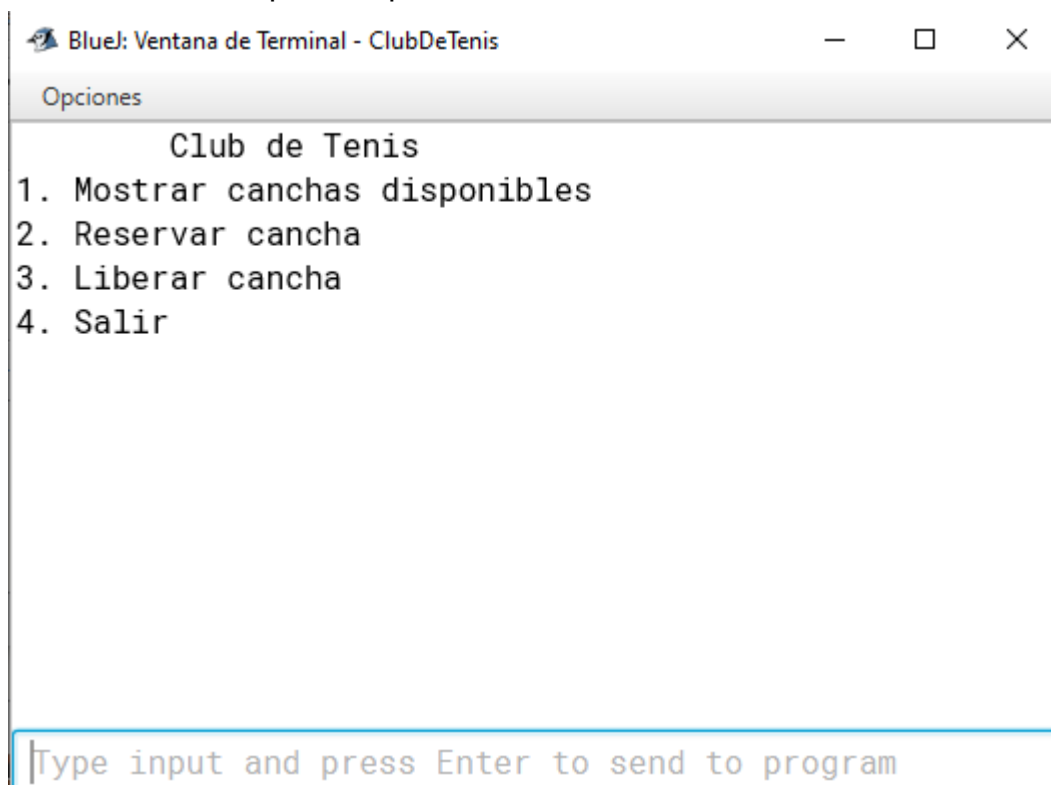 BlueJ: Ventana de Terminal - ClubDeTenis
Opciones
Club de Tenis
1. Mostrar canchas disponibles
2. Reservar cancha
3. Liberar cancha
4. Salir
Type input and press Enter to send to program